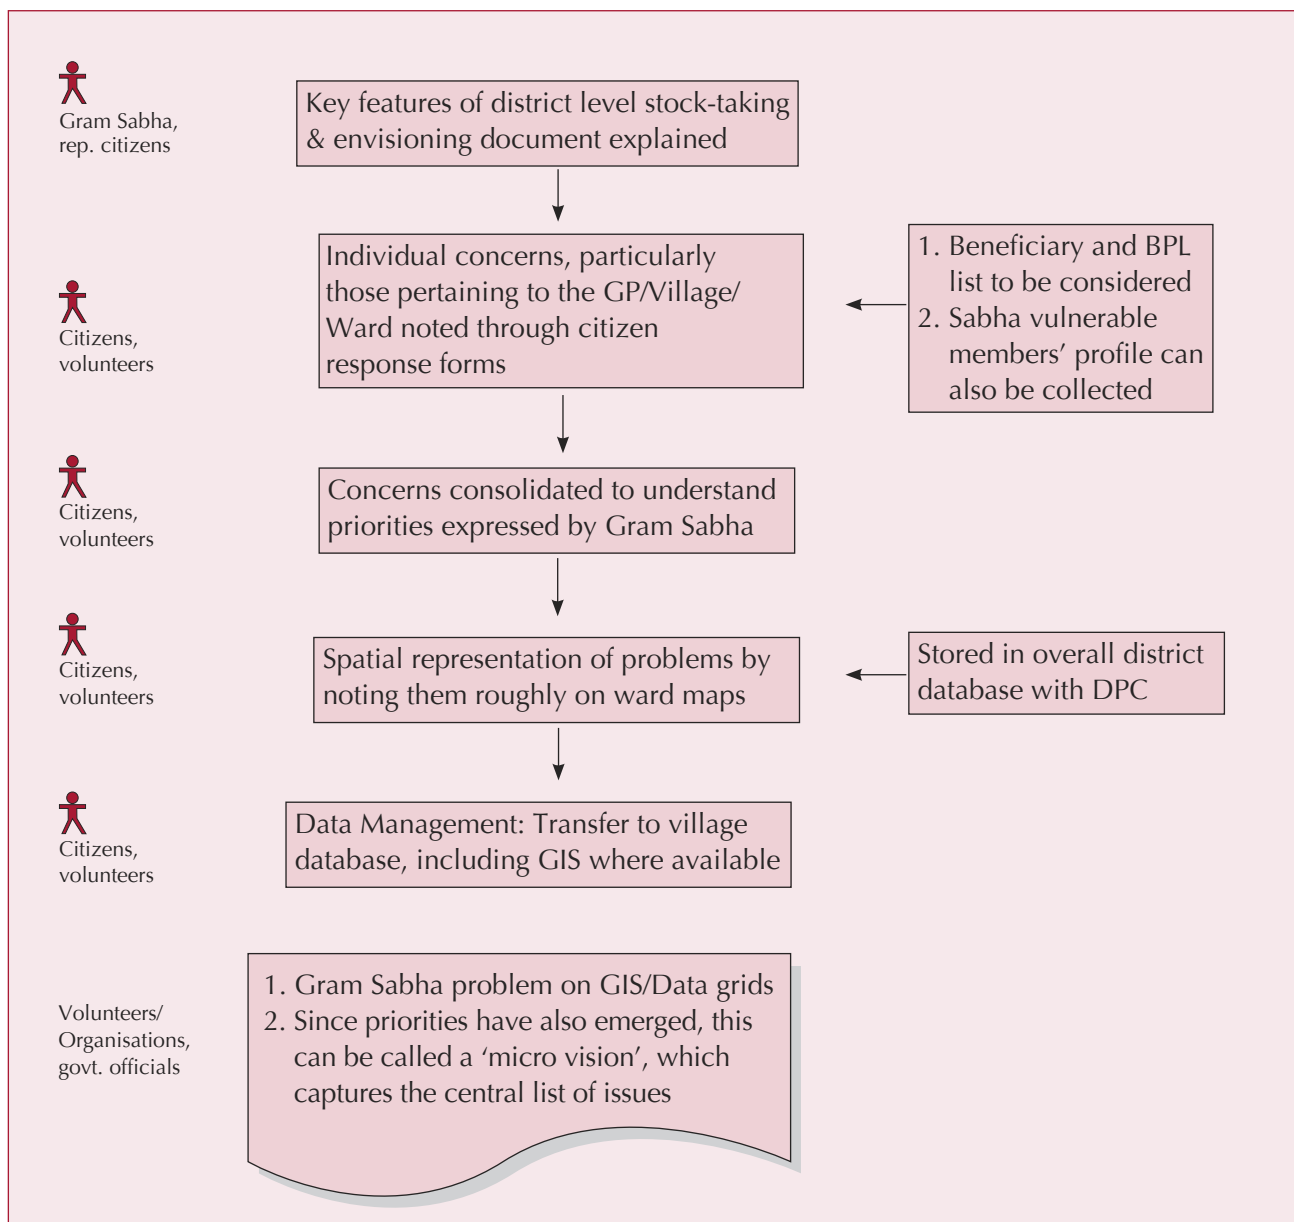 Gram Sabha,
rep. citizens
Key features of district level stock-taking
& envisioning document explained
Citizens,
volunteers
Individual concerns, particularly
those pertaining to the GP/Village/
Ward noted through citizen
response forms
1. Beneficiary and BPL
list to be considered
2. Sabha vulnerable
members’ profile can
also be collected
Citizens,
volunteers
Concerns consolidated to understand
priorities expressed by Gram Sabha
Citizens,
volunteers
Spatial representation of problems by
noting them roughly on ward maps
Stored in overall district
database with DPC
Citizens,
volunteers
Data Management: Transfer to village
database, including GIS where available
Volunteers/
Organisations,
govt. officials
1. Gram Sabha problem on GIS/Data grids
2. Since priorities have also emerged, this
can be called a ‘micro vision’, which
captures the central list of issues